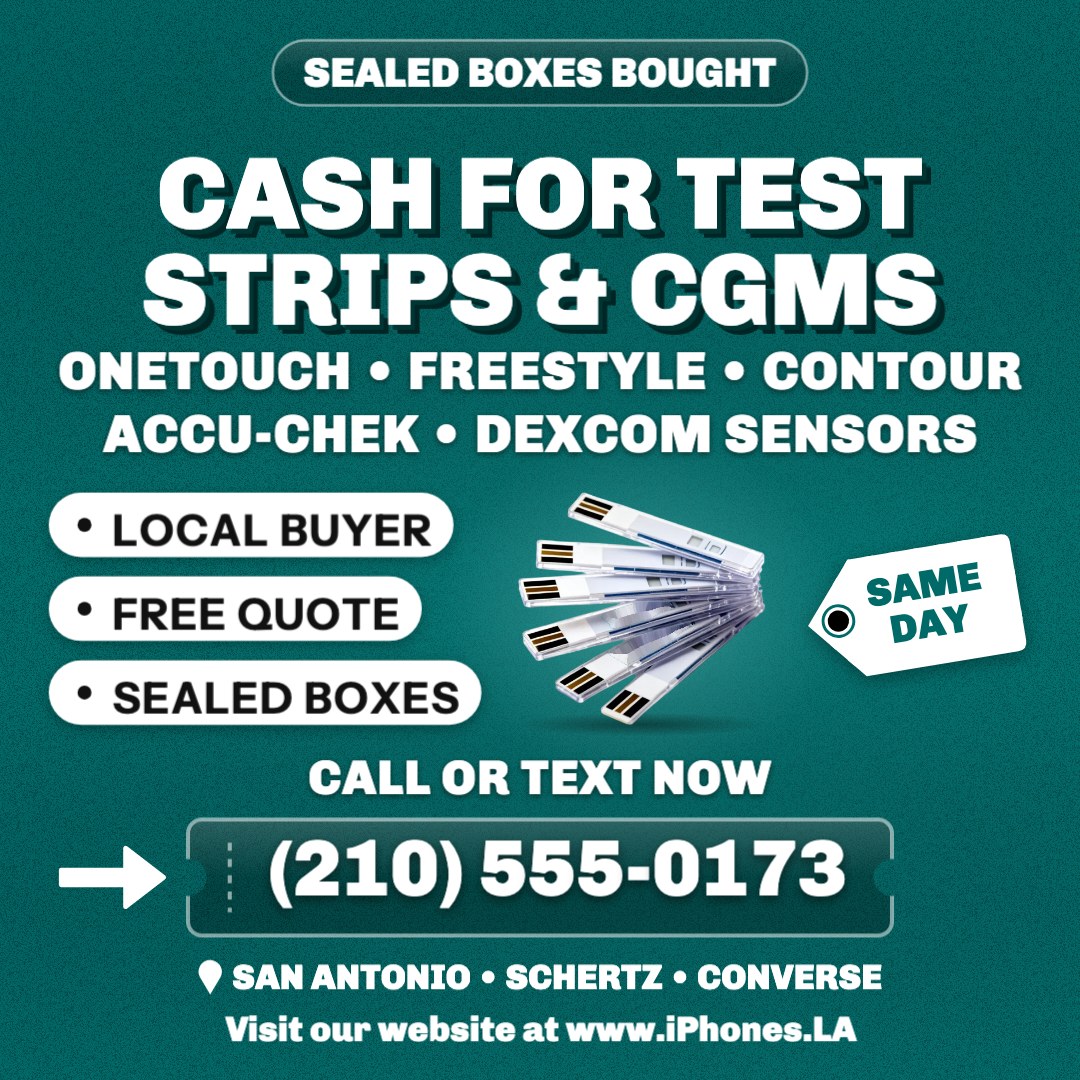 SEALED BOXES BOUGHT
CASH FOR TEST
STRIPS & CGMS
ONETOUCH • FREESTYLE • CONTOUR
ACCU-CHEK • DEXCOM SENSORS
• LOCAL BUYER
• FREE QUOTE
• SEALED BOXES
SAME
DAY
CALL OR TEXT NOW
(210) 555-0173
SAN ANTONIO • SCHERTZ • CONVERSE
Visit our website at www.iPhones.LA